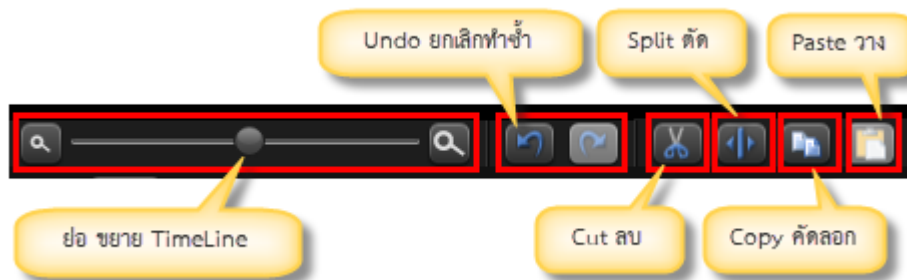 Undo ยกเลิกทำซ้ำ
Split ตัด
Paste วาง
ย่อ ขยาย TimeLine
Cut ลบ
Copy คัดลอก